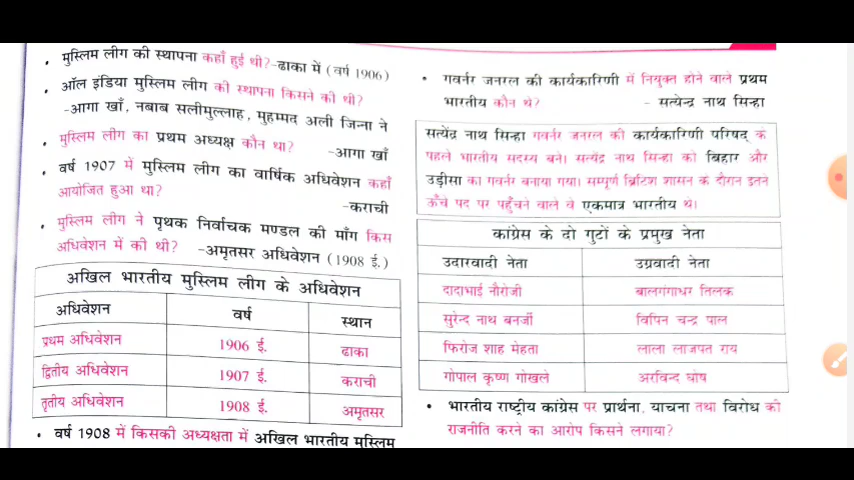 • मुस्लिम लीग की स्थापना कहाँ हुई थी? -ढाका में (वर्ष 1906)
• ऑल इंडिया मुस्लिम लीग की स्थापना किसने की थी?
-आगा खाँ, नबाब सलीमुल्लाह, मुहम्मद अली जिन्ना ने
• मुस्लिम लीग का प्रथम अध्यक्ष कौन था? -आगा खाँ
• वर्ष 1907 में मुस्लिम लीग का वार्षिक अधिवेशन कहाँ
आयोजित हुआ था? -कराची
• मुस्लिम लीग ने पृथक निर्वाचक मण्डल की माँग किस
अधिवेशन में की थी? -अमृतसर अधिवेशन (1908 ई.)
अखिल भारतीय मुस्लिम लीग के अधिवेशन
अधिवेशन वर्ष स्थान
प्रथम अधिवेशन 1906 ई. ढाका
द्वितीय अधिवेशन 1907 ई. कराची
तृतीय अधिवेशन 1908 ई. अमृतसर
• वर्ष 1908 में किसकी अध्यक्षता में अखिल भारतीय मुस्लिम
• गवर्नर जनरल की कार्यकारिणी में नियुक्त होने वाले प्रथम
भारतीय कौन थे? - सत्येन्द्र नाथ सिन्हा
सत्येंद्र नाथ सिन्हा गवर्नर जनरल की कार्यकारिणी परिषद् के
पहले भारतीय सदस्य बने। सत्येंद्र नाथ सिन्हा को बिहार और
उड़ीसा का गवर्नर बनाया गया। सम्पूर्ण ब्रिटिश शासन के दौरान इतने
ऊँचे पद पर पहुँचने वाले वे एकमात्र भारतीय थे।
कांग्रेस के दो गुटों के प्रमुख नेता
उदारवादी नेता उग्रवादी नेता
दादाभाई नौरोजी बालगंगाधर तिलक
सुरेन्द्र नाथ बनर्जी विपिन चन्द्र पाल
फिरोज शाह मेहता लाला लाजपत राय
गोपाल कृष्ण गोखले अरविन्द घोष
• भारतीय राष्ट्रीय कांग्रेस पर प्रार्थना, याचना तथा विरोध की
राजनीति करने का आरोप किसने लगाया?